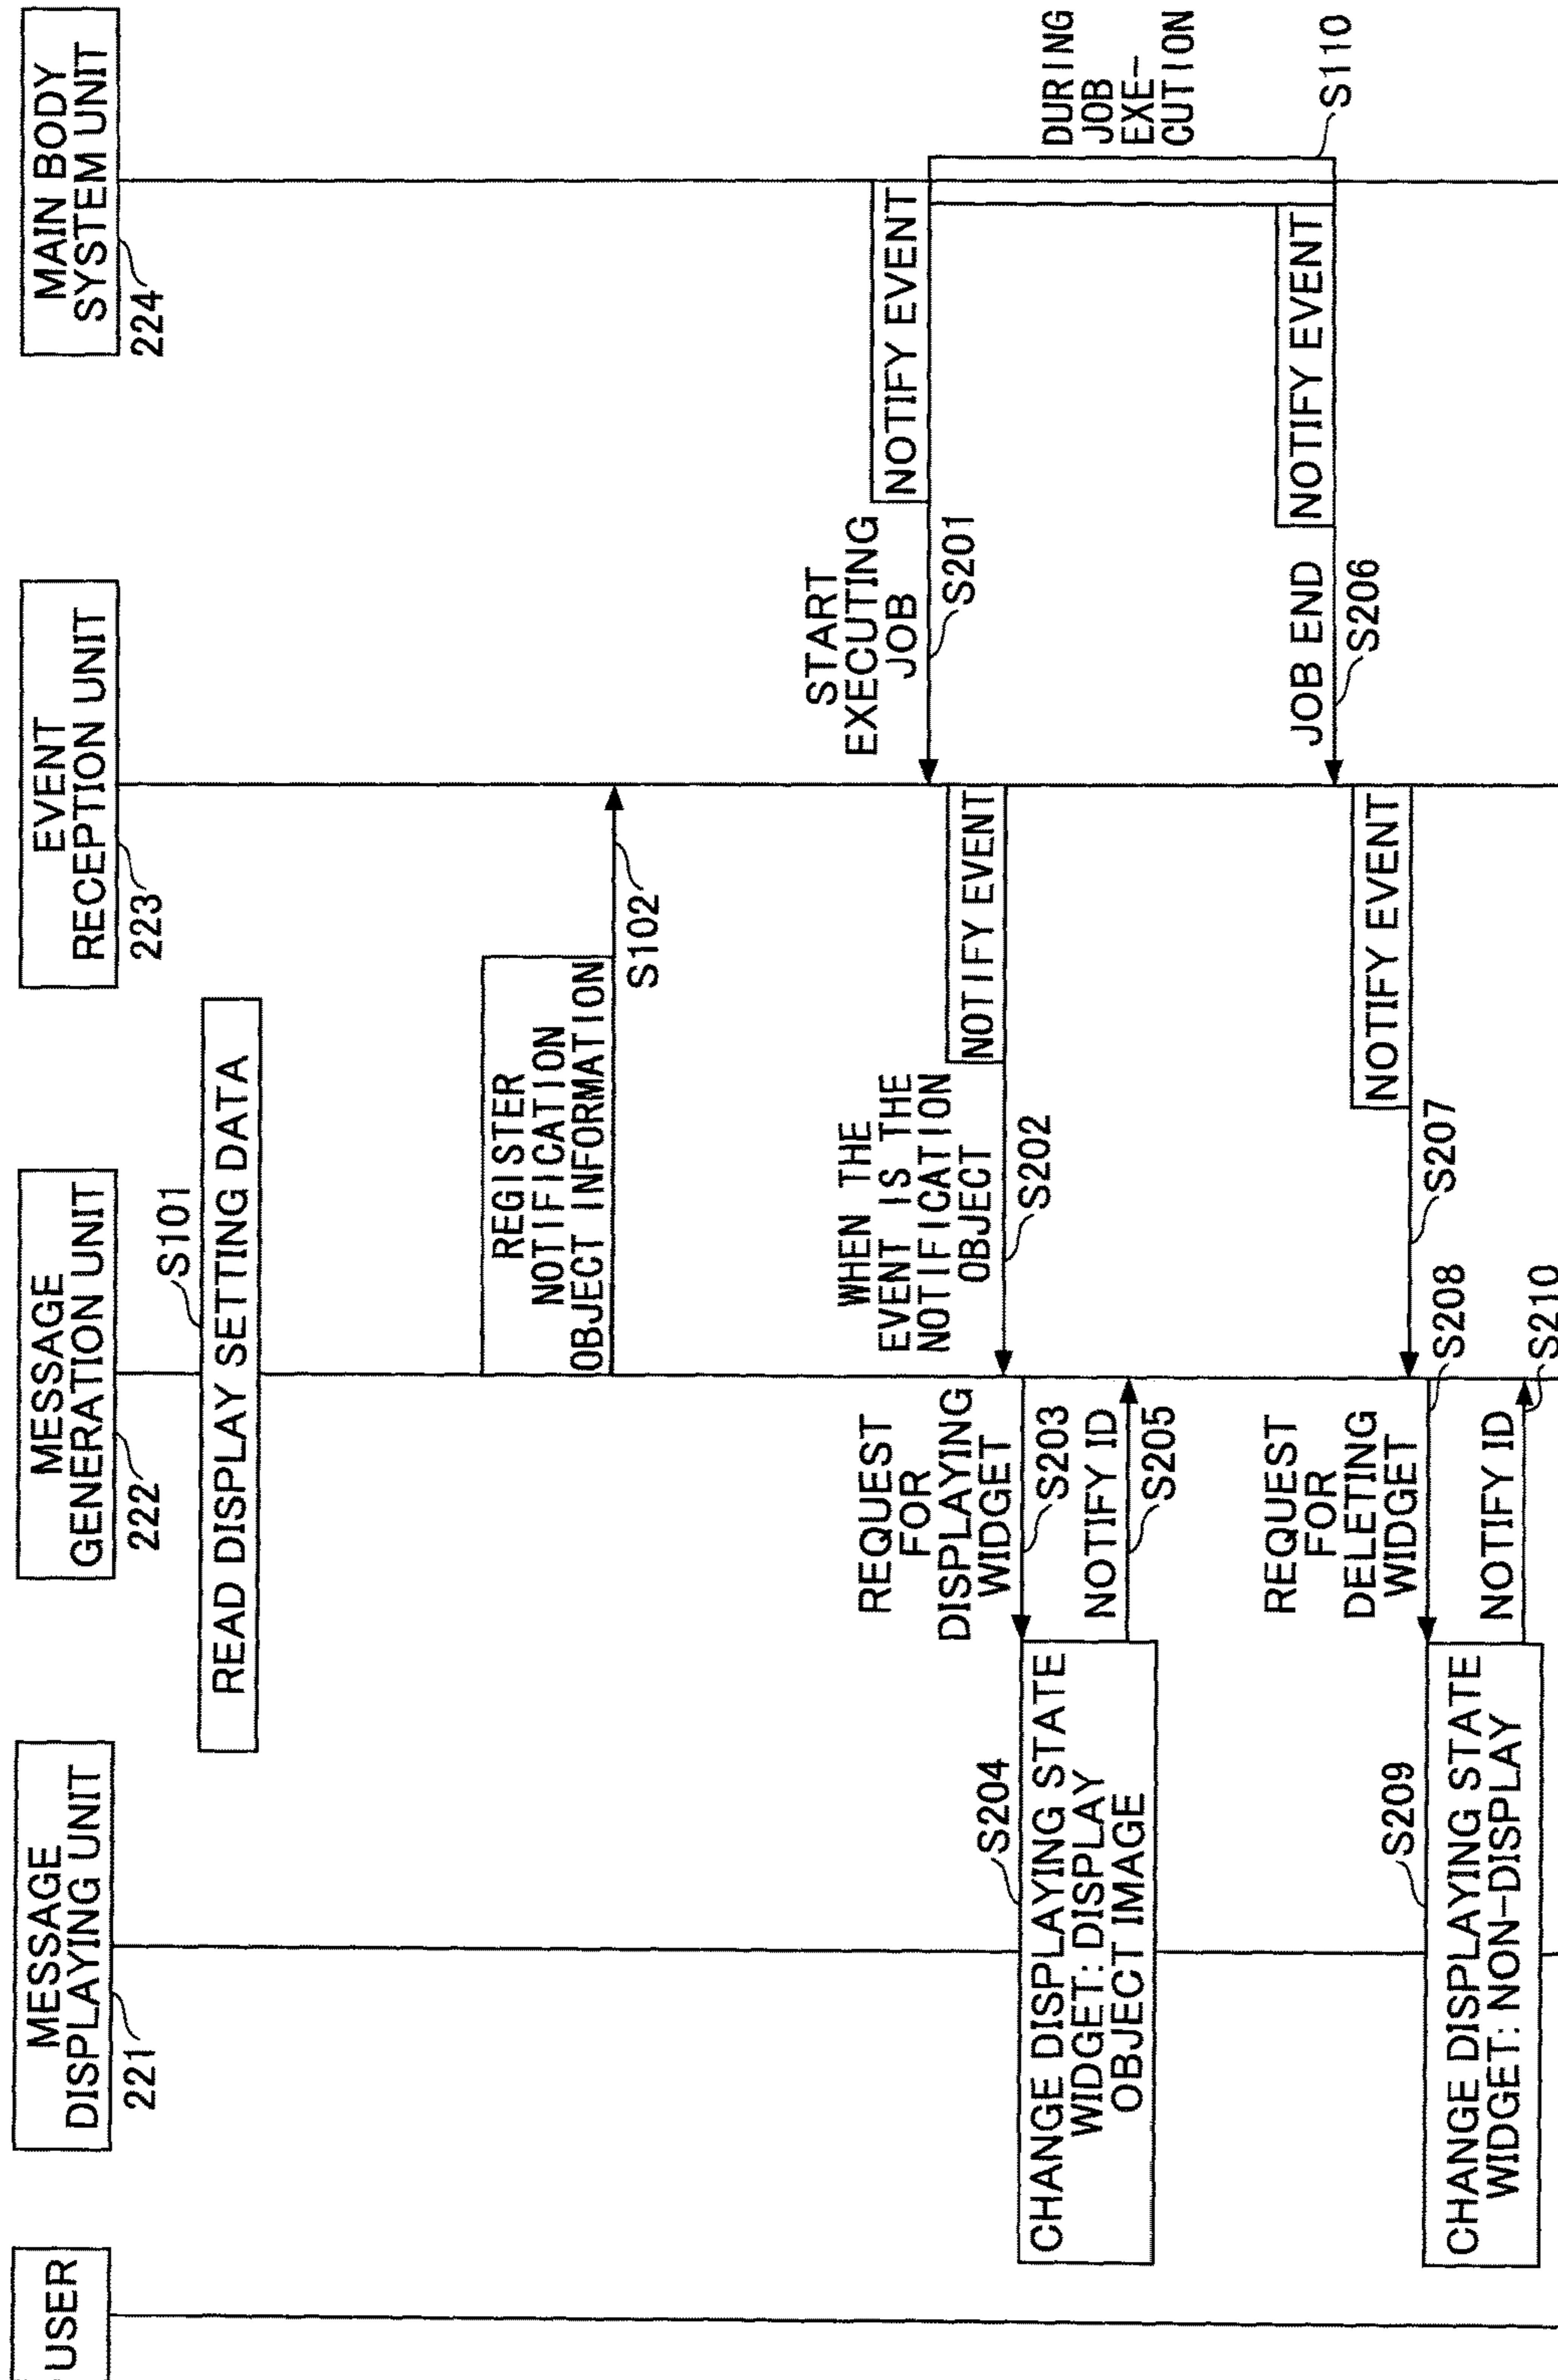 USER
MESSAGE
DISPLAYING UNIT
221
MESSAGE
GENERATION UNIT
222
EVENT
RECEPTION UNIT
223
MAIN BODY
SYSTEM UNIT
224
S101
READ DISPLAY SETTING DATA
REGISTER
NOTIFICATION
OBJECT INFORMATION
S102
START
EXECUTING
JOB
NOTIFY EVENT
S201
DURING
JOB
EXE-
CUTION
S110
WHEN THE
EVENT IS THE
NOTIFICATION
OBJECT
NOTIFY EVENT
S202
REQUEST
FOR
DISPLAYING
WIDGET
S203
S204
CHANGE DISPLAYING STATE
WIDGET: DISPLAY
OBJECT IMAGE
NOTIFY ID
S205
JOB END
NOTIFY EVENT
S206
NOTIFY EVENT
S207
REQUEST
FOR
DELETING
WIDGET
S208
S209
CHANGE DISPLAYING STATE
WIDGET: NON-DISPLAY
NOTIFY ID
S210